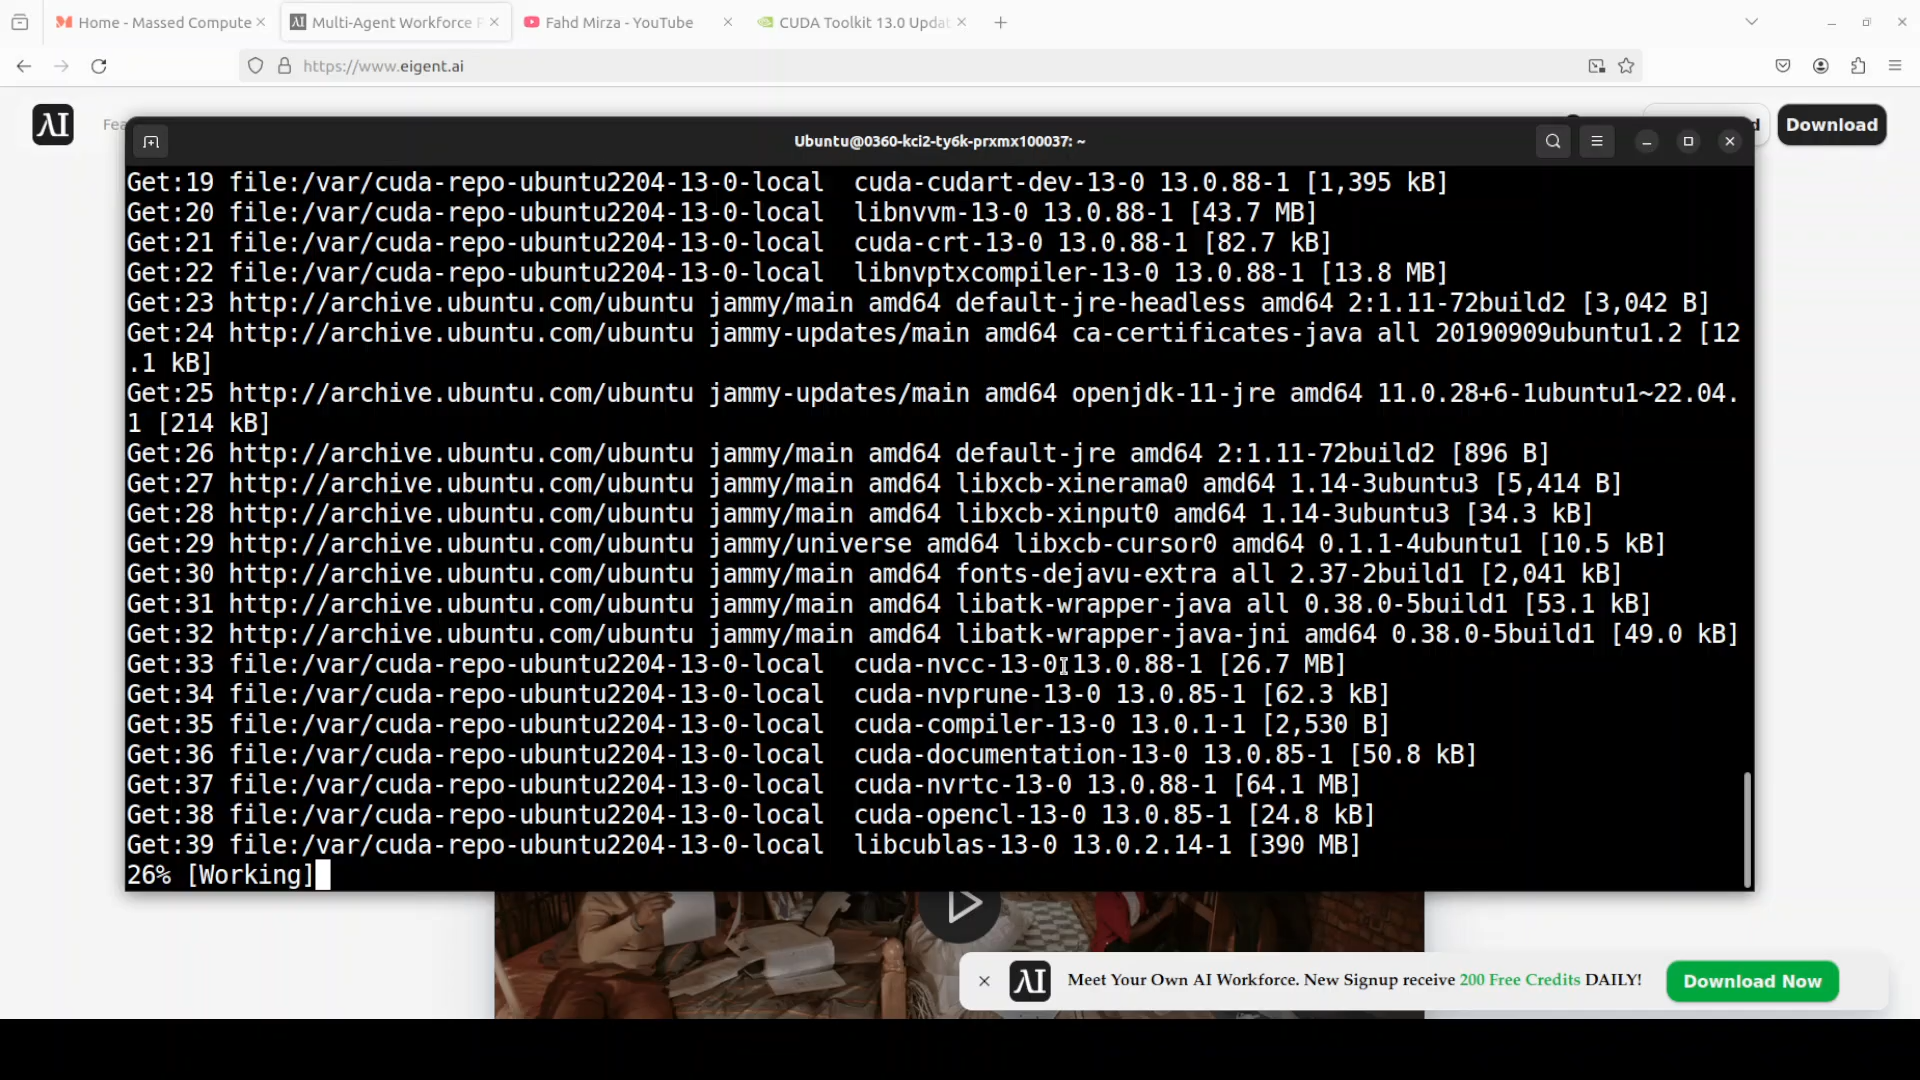 Home - Massed Compute
Multi-Agent Workforce
Fahd Mirza - YouTube
CUDA Toolkit 13.0 Updat
https://www.eigent.ai
AI
Fea
d
Download
Ubuntu@0360-kci2-ty6k-prxmx100037: ~
Get:19 file:/var/cuda-repo-ubuntu2204-13-0-local  cuda-cudart-dev-13-0 13.0.88-1 [1,395 kB]
Get:20 file:/var/cuda-repo-ubuntu2204-13-0-local  libnvvm-13-0 13.0.88-1 [43.7 MB]
Get:21 file:/var/cuda-repo-ubuntu2204-13-0-local  cuda-crt-13-0 13.0.88-1 [82.7 kB]
Get:22 file:/var/cuda-repo-ubuntu2204-13-0-local  libnvptxcompiler-13-0 13.0.88-1 [13.8 MB]
Get:23 http://archive.ubuntu.com/ubuntu jammy/main amd64 default-jre-headless amd64 2:1.11-72build2 [3,042 B]
Get:24 http://archive.ubuntu.com/ubuntu jammy-updates/main amd64 ca-certificates-java all 20190909ubuntu1.2 [12
.1 kB]
Get:25 http://archive.ubuntu.com/ubuntu jammy-updates/main amd64 openjdk-11-jre amd64 11.0.28+6-1ubuntu1~22.04.
1 [214 kB]
Get:26 http://archive.ubuntu.com/ubuntu jammy/main amd64 default-jre amd64 2:1.11-72build2 [896 B]
Get:27 http://archive.ubuntu.com/ubuntu jammy/main amd64 libxcb-xinerama0 amd64 1.14-3ubuntu3 [5,414 B]
Get:28 http://archive.ubuntu.com/ubuntu jammy/main amd64 libxcb-xinput0 amd64 1.14-3ubuntu3 [34.3 kB]
Get:29 http://archive.ubuntu.com/ubuntu jammy/universe amd64 libxcb-cursor0 amd64 0.1.1-4ubuntu1 [10.5 kB]
Get:30 http://archive.ubuntu.com/ubuntu jammy/main amd64 fonts-dejavu-extra all 2.37-2build1 [2,041 kB]
Get:31 http://archive.ubuntu.com/ubuntu jammy/main amd64 libatk-wrapper-java all 0.38.0-5build1 [53.1 kB]
Get:32 http://archive.ubuntu.com/ubuntu jammy/main amd64 libatk-wrapper-java-jni amd64 0.38.0-5build1 [49.0 kB]
Get:33 file:/var/cuda-repo-ubuntu2204-13-0-local  cuda-nvcc-13-0 13.0.88-1 [26.7 MB]
Get:34 file:/var/cuda-repo-ubuntu2204-13-0-local  cuda-nvprune-13-0 13.0.85-1 [62.3 kB]
Get:35 file:/var/cuda-repo-ubuntu2204-13-0-local  cuda-compiler-13-0 13.0.1-1 [2,530 B]
Get:36 file:/var/cuda-repo-ubuntu2204-13-0-local  cuda-documentation-13-0 13.0.85-1 [50.8 kB]
Get:37 file:/var/cuda-repo-ubuntu2204-13-0-local  cuda-nvrtc-13-0 13.0.88-1 [64.1 MB]
Get:38 file:/var/cuda-repo-ubuntu2204-13-0-local  cuda-opencl-13-0 13.0.85-1 [24.8 kB]
Get:39 file:/var/cuda-repo-ubuntu2204-13-0-local  libcublas-13-0 13.0.2.14-1 [390 MB]
26% [Working]
AI
Meet Your Own AI Workforce. New Signup receive 200 Free Credits DAILY!
Download Now